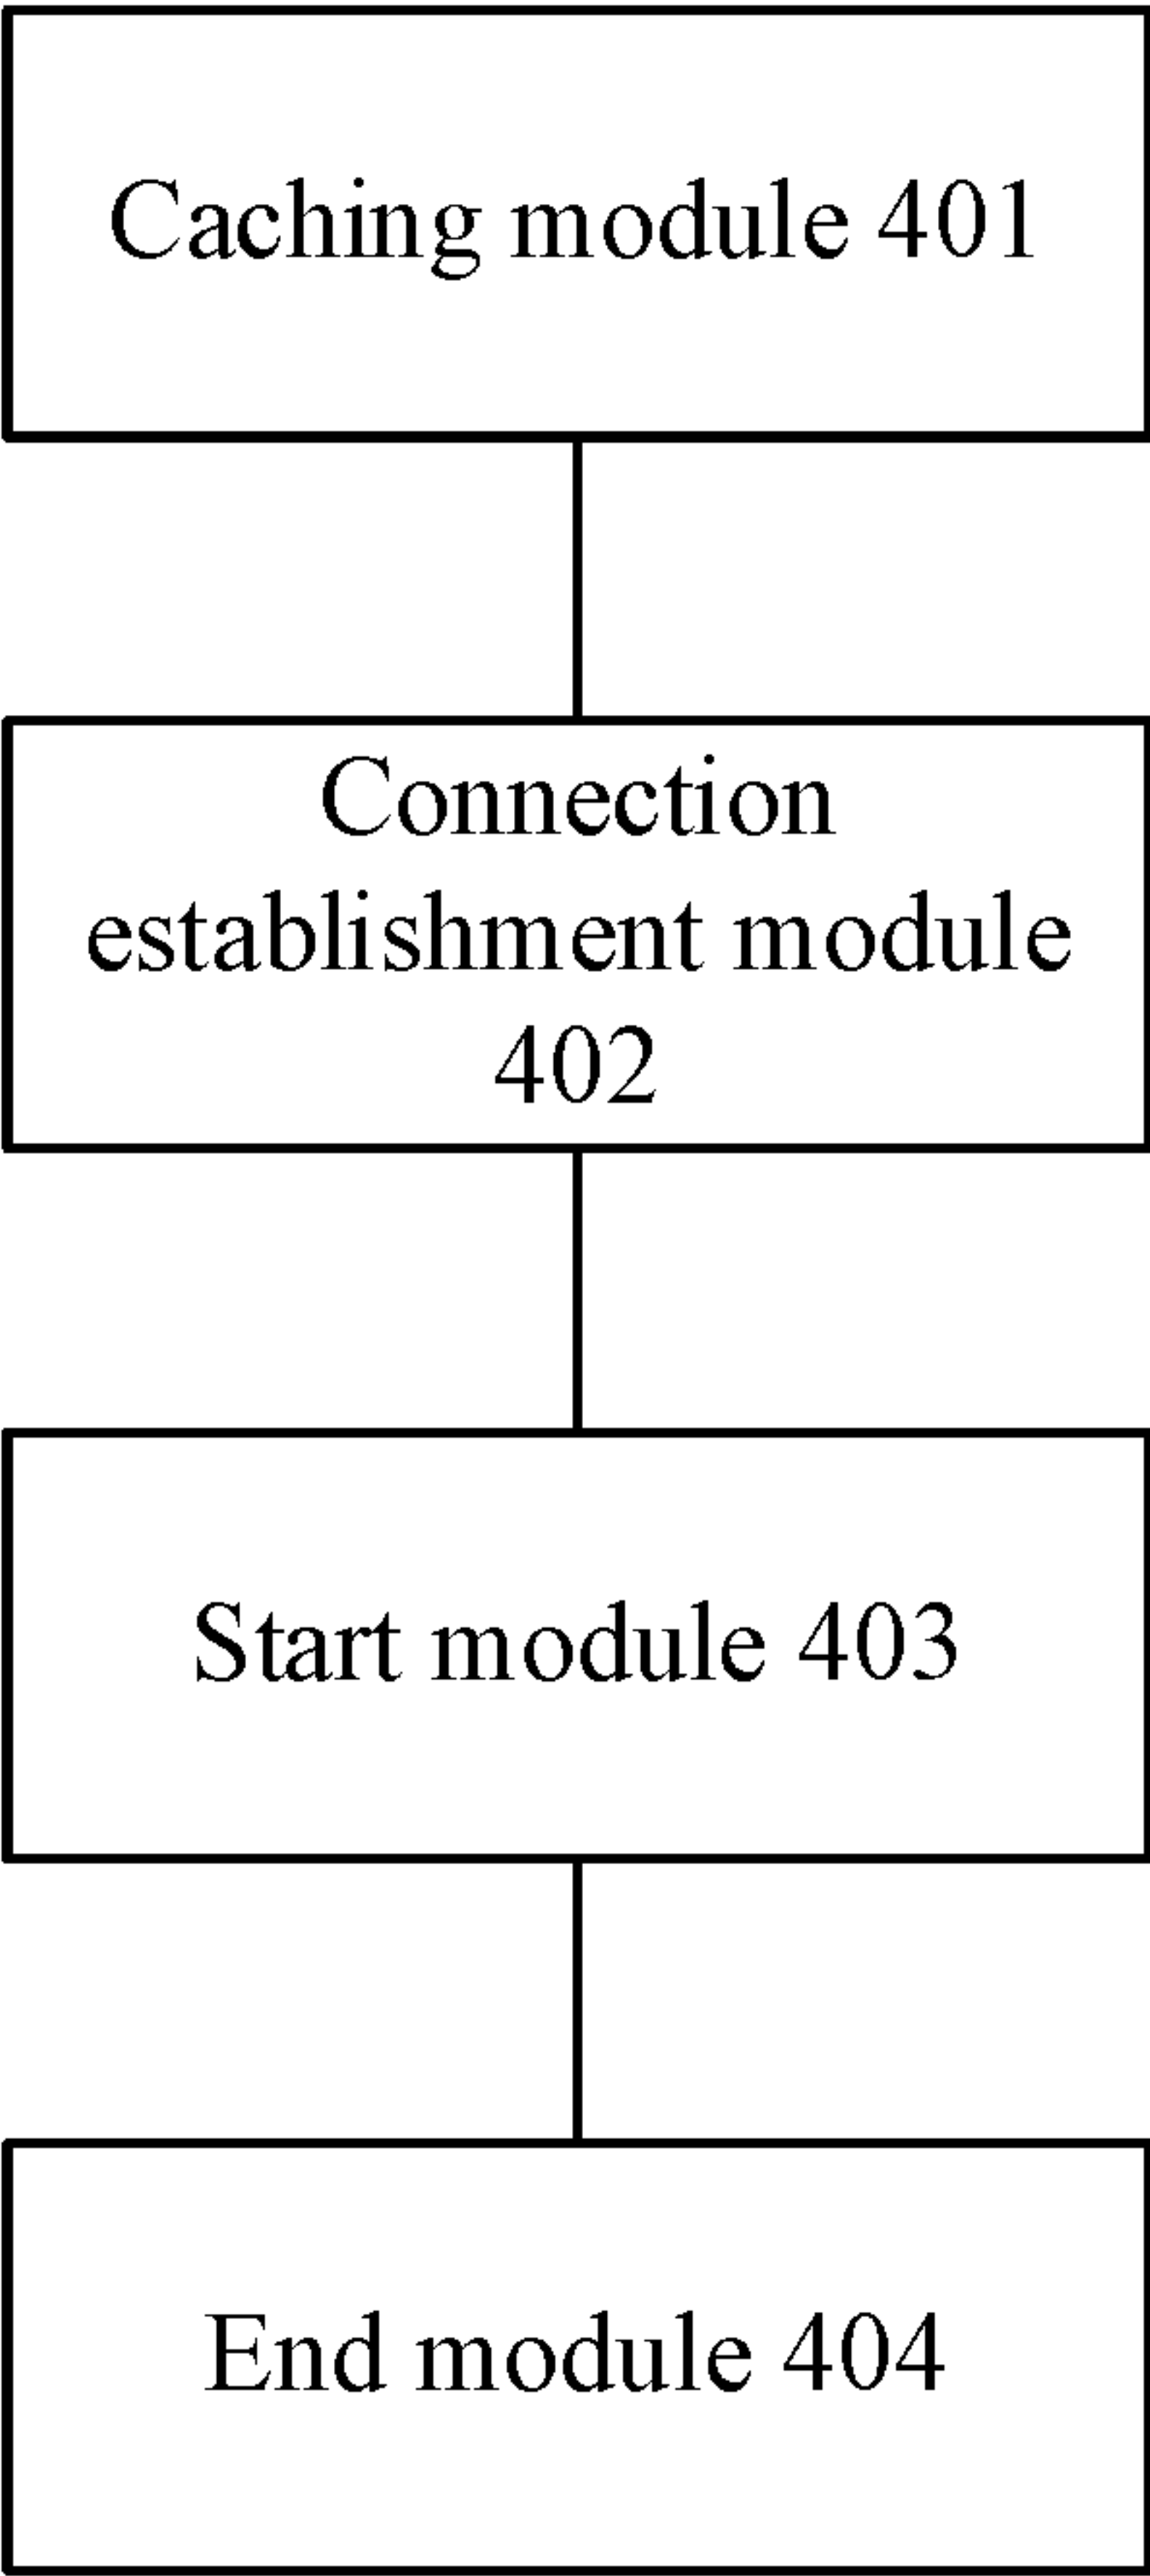 Caching module 401
Connection
establishment module
402
Start module 403
End module 404